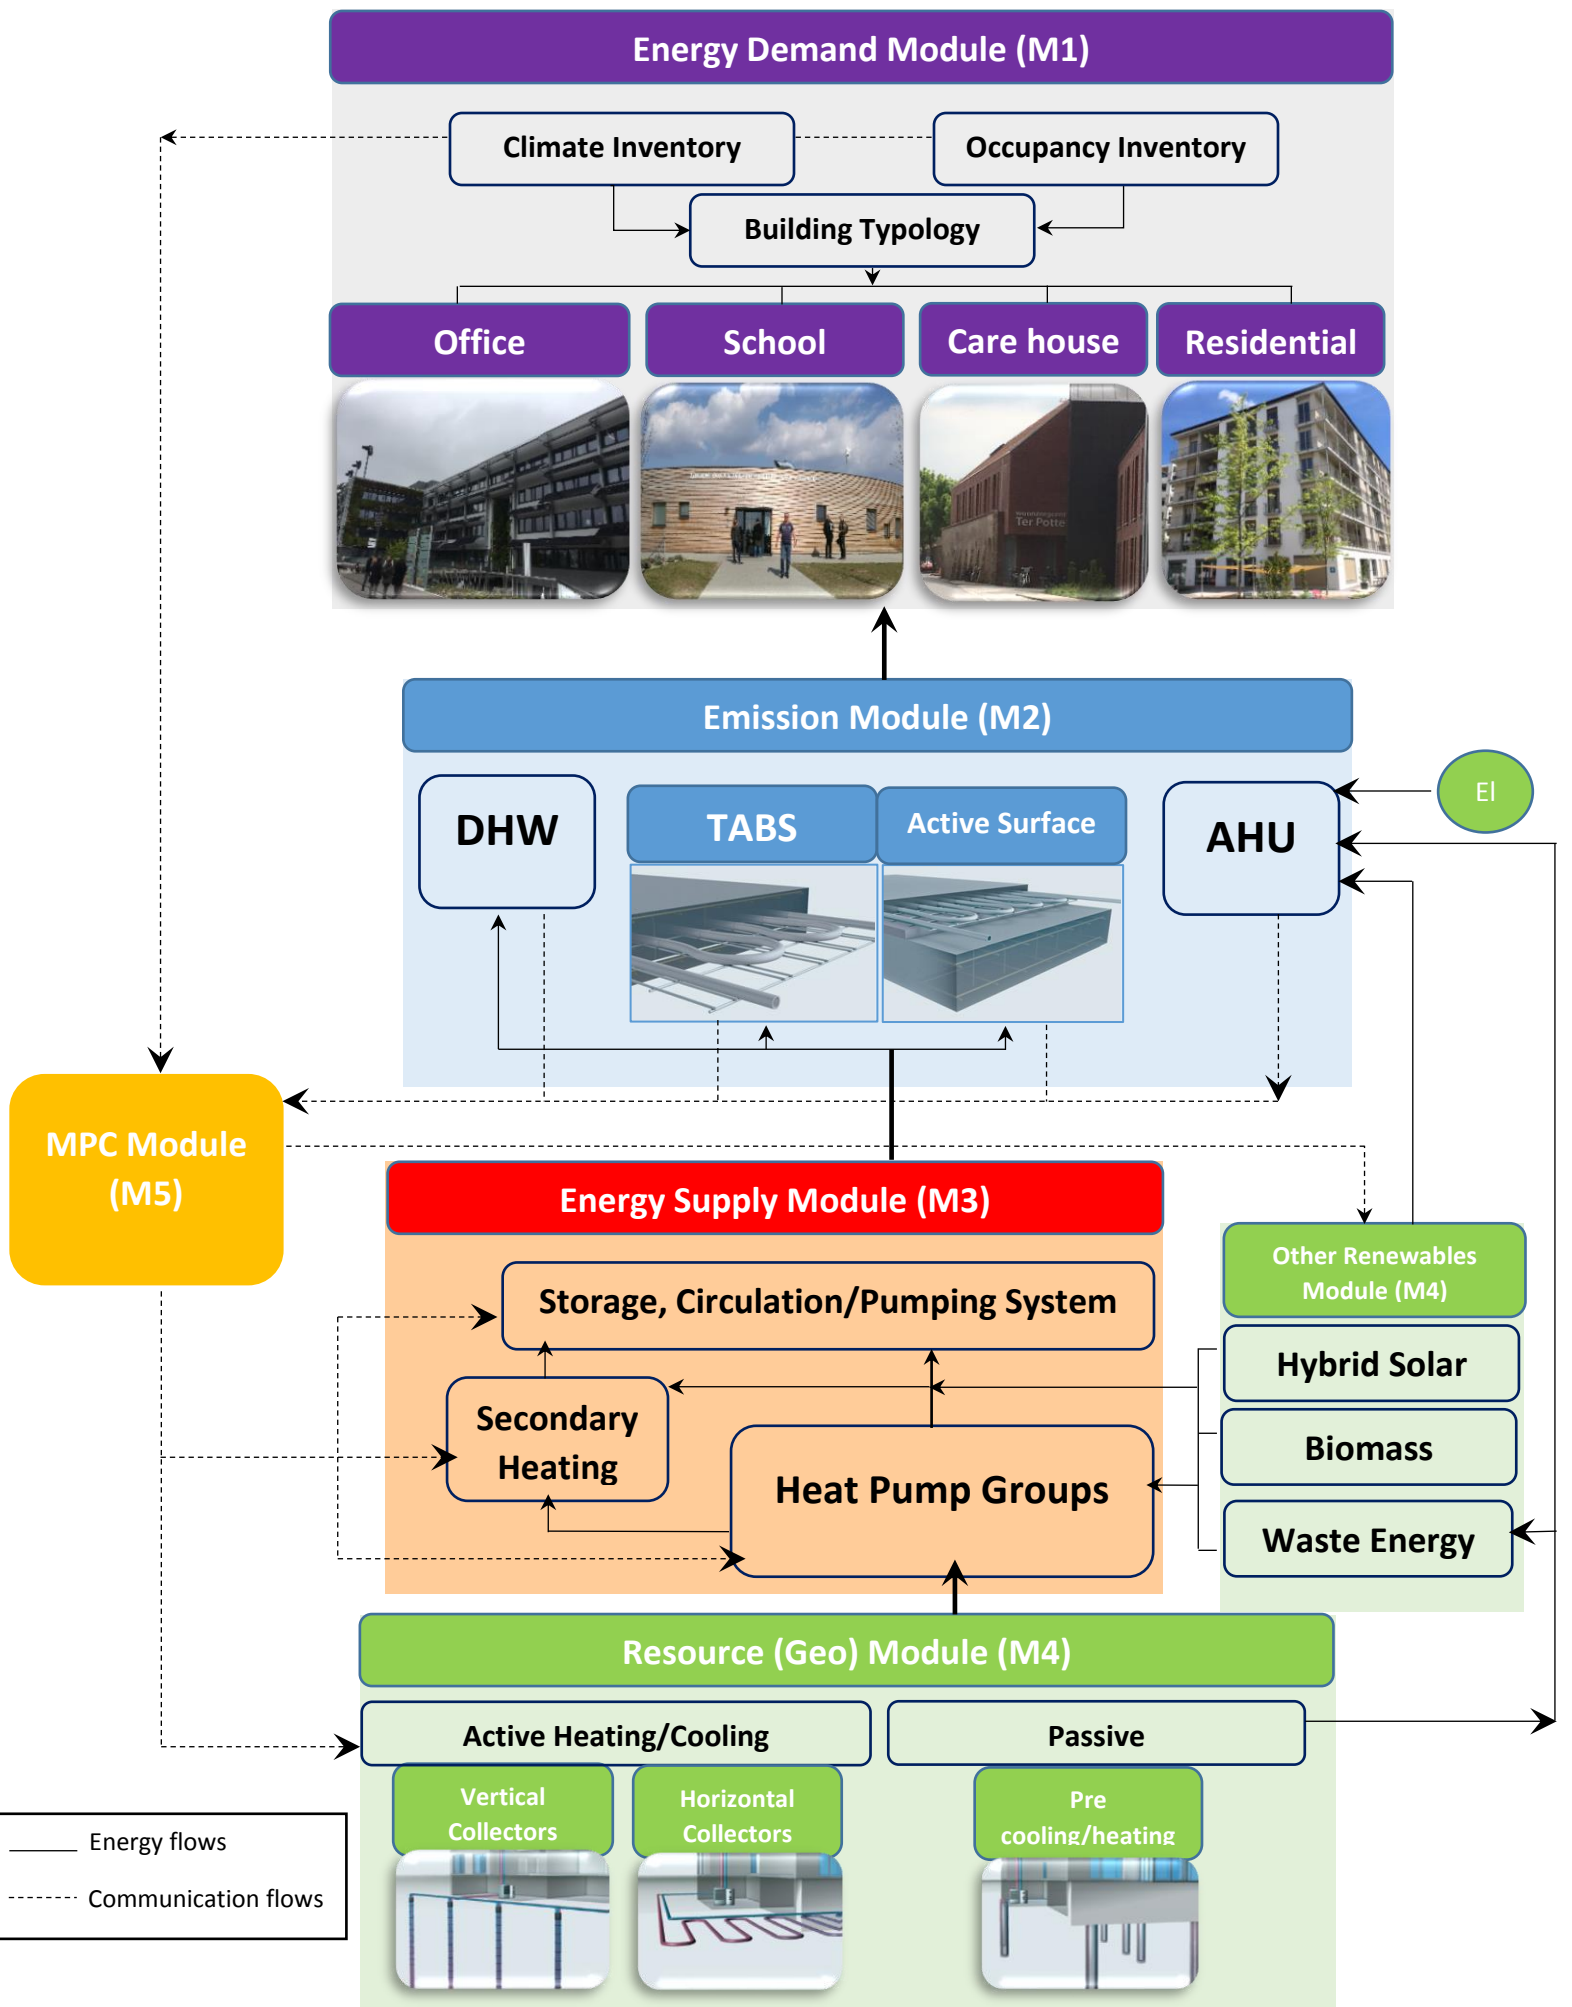 Energy Demand Module (M1)
Climate Inventory
Occupancy Inventory
Building Typology
Office
School
Care house
Residential
Ter Potte
Emission Module (M2)
DHW
TABS
Active Surface
AHU
El
MPC Module
(M5)
Energy Supply Module (M3)
Storage, Circulation/Pumping System
Secondary
Heating
Heat Pump Groups
Other Renewables
Module (M4)
Hybrid Solar
Biomass
Waste Energy
Resource (Geo) Module (M4)
Active Heating/Cooling
Passive
Vertical
Collectors
Horizontal
Collectors
Pre
cooling/heating
Energy flows
Communication flows